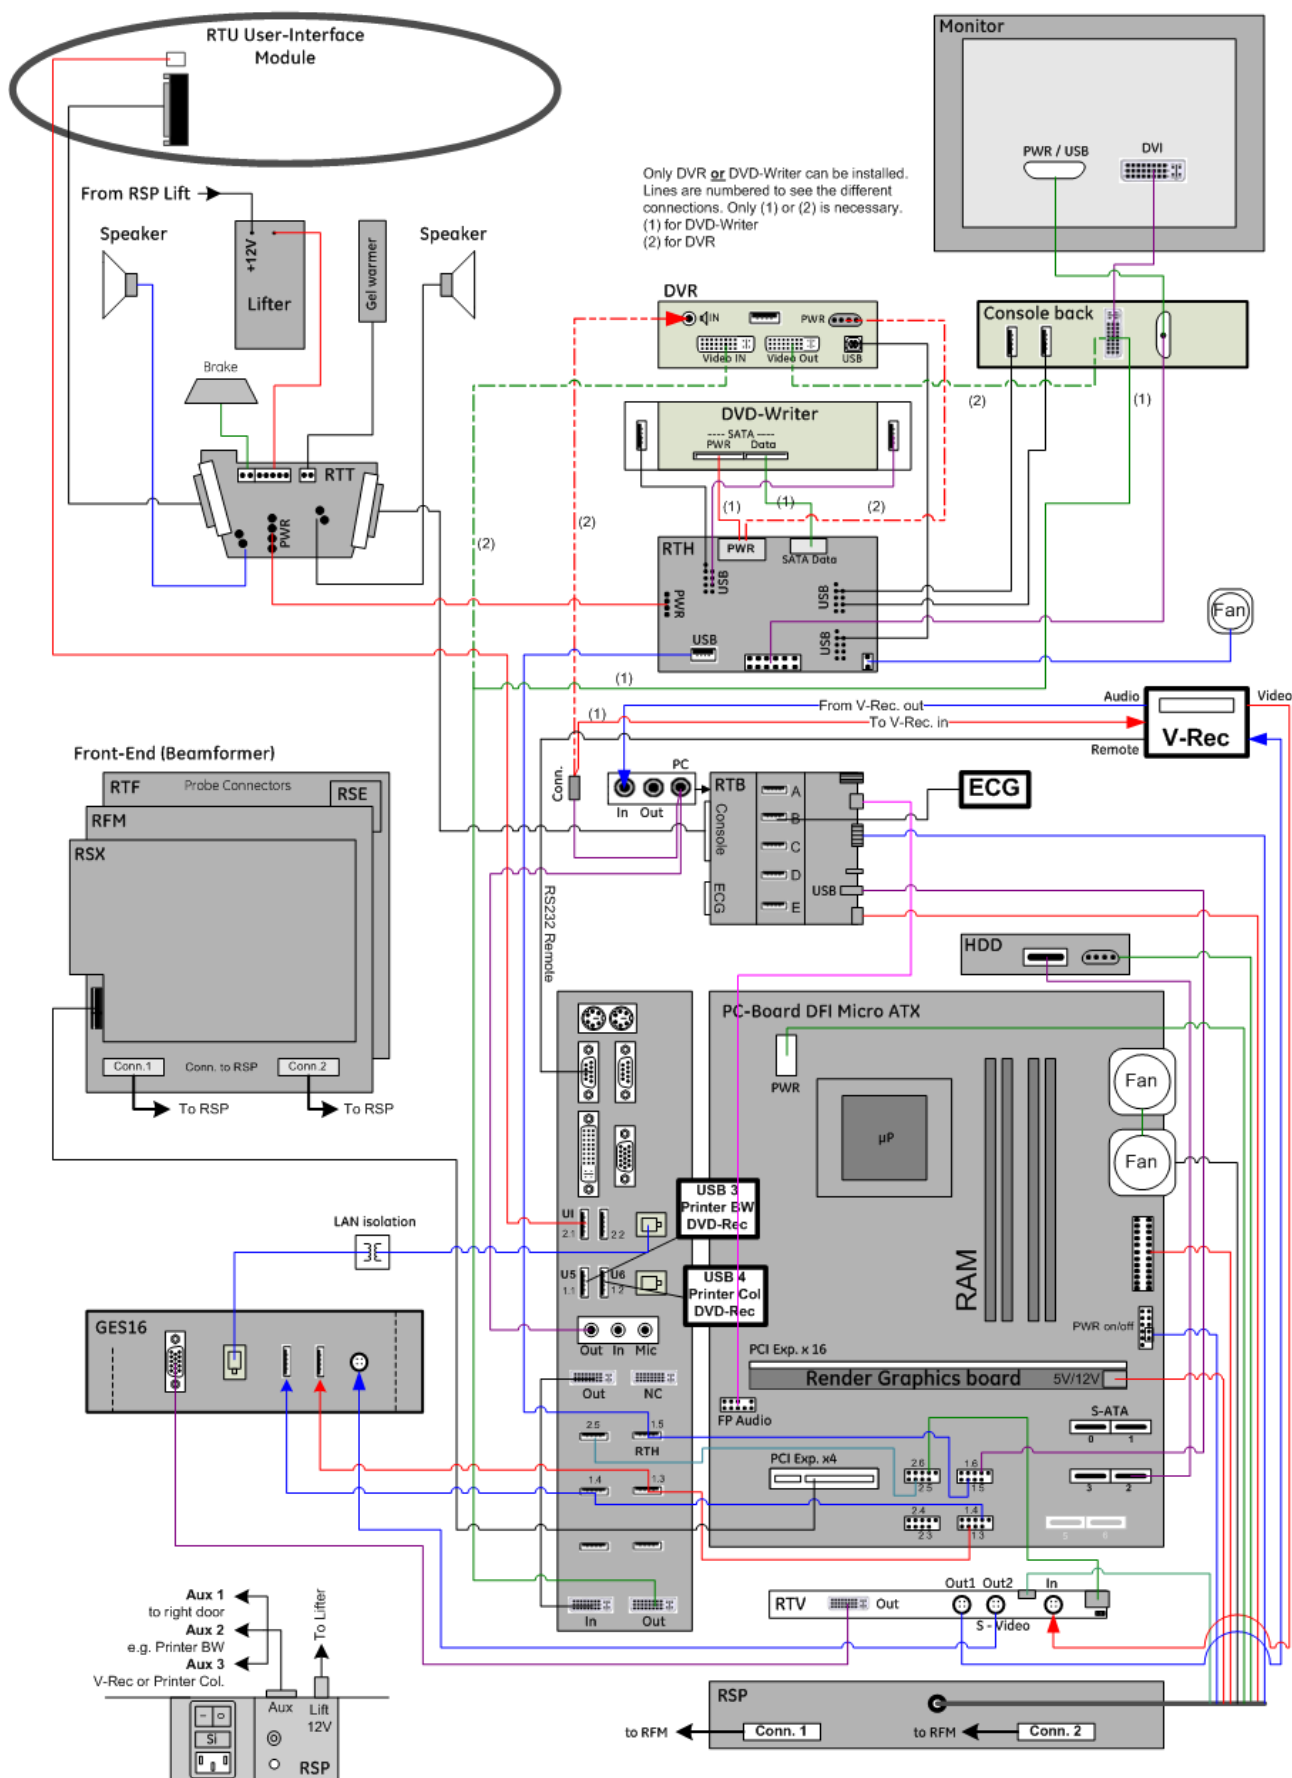 RTU User-Interface
Module
Monitor
PWR / USB
DVI
From RSP Lift
Only DVR or DVD-Writer can be installed.
Lines are numbered to see the different
connections. Only (1) or (2) is necessary.
(1) for DVD-Writer
(2) for DVR
Speaker
+12V
Lifter
Gel warmer
Speaker
DVR
IN
PWR
Video IN
Video Out
USB
Console back
Brake
(2)
(1)
DVD-Writer
---- SATA ----
PWR
Data
RTT
PWR
(1)
(1)
(2)
(2)
(2)
RTH
PWR
SATA Data
USB
PWR
USB
USB
USB
Fan
(1)
Audio
Video
From V-Rec. out
(1)
To V-Rec. in
V-Rec
Remote
Front-End (Beamformer)
RTF
Probe Connectors
RSE
RFM
RSX
Conn.
PC
In
Out
RTB
Console
ECG
A
B
C
D
E
USB
ECG
RS232 Remote
HDD
PC-Board DFI Micro ATX
PWR
Fan
µP
Fan
Conn.1
Conn. to RSP
Conn.2
To RSP
To RSP
RAM
USB 3
Printer BW
DVD-Rec
UI
2.1
2.2
LAN isolation
U5
U6
1.1
1.2
USB 4
Printer Col
DVD-Rec
GES16
Out
In
Mic
PWR on/off
PCI Exp. x 16
Render Graphics board
5V/12V
Out
NC
FP Audio
S-ATA
0
1
2.5
1.5
RTH
PCI Exp. x4
2.6
2.5
1.6
1.5
3
2
1.4
1.3
2.4
2.3
1.4
1.3
5
6
In
Out
RTV
Out
Out1
Out2
In
S - Video
Aux 1
to right door
Aux 2
e.g. Printer BW
Aux 3
V-Rec or Printer Col.
To Lifter
Aux
Lift
12V
Si
RSP
RSP
to RFM
Conn. 1
to RFM
Conn. 2